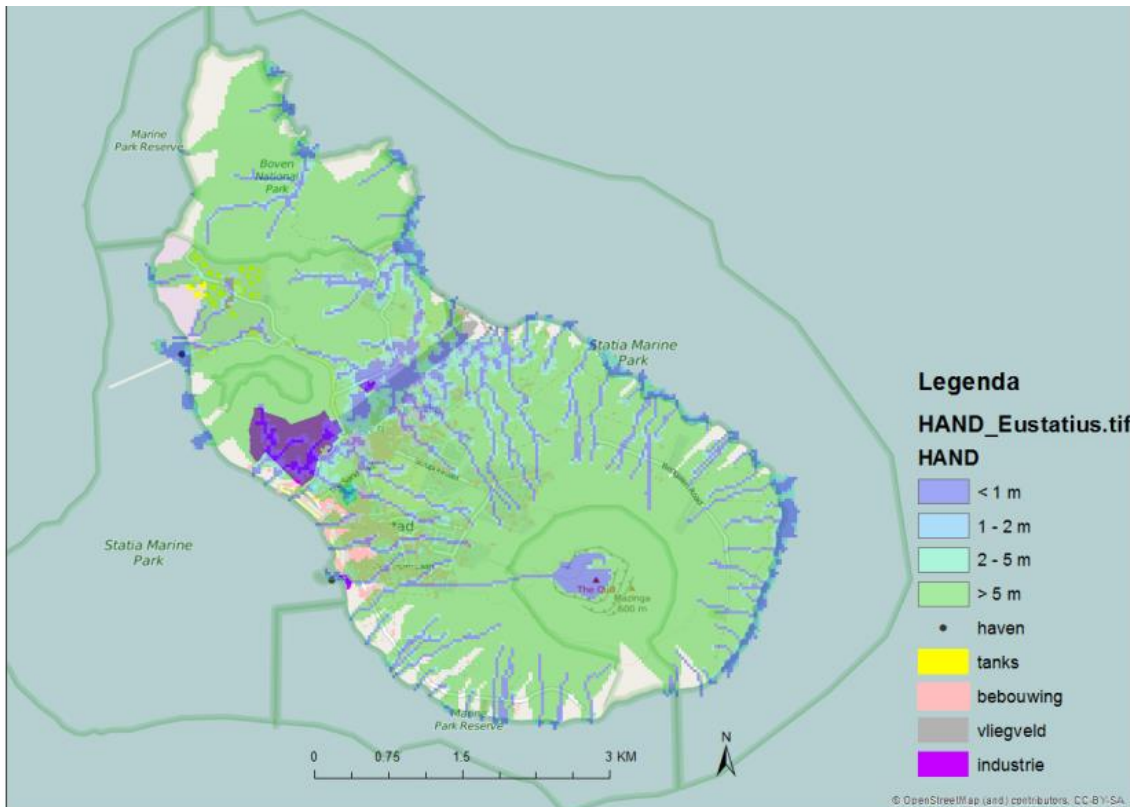 Marine
Park Reserve
Boven
National
Park
Statia Marine
Park
Statia Marine
Park
The Quill
Mazinga
600 m
Marine
Park Reserve
Legenda
HAND_Eustatius.tif
HAND
< 1 m
1 - 2 m
2 - 5 m
> 5 m
haven
tanks
bebouwing
vliegveld
industrie
0
0.75
1.5
3 KM
N
© OpenStreetMap (and) contributors, CC-BY-SA